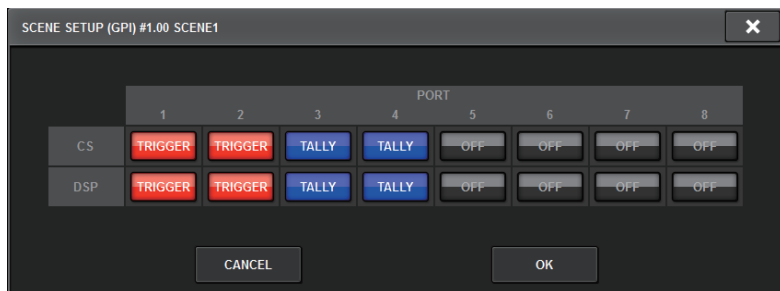 SCENE SETUP (GPI) #1.00 SCENE1
PORT
1 2 3 4 5 6 7 8
CS TRIGGER TRIGGER TALLY TALLY OFF OFF OFF OFF
DSP TRIGGER TRIGGER TALLY TALLY OFF OFF OFF OFF
CANCEL OK